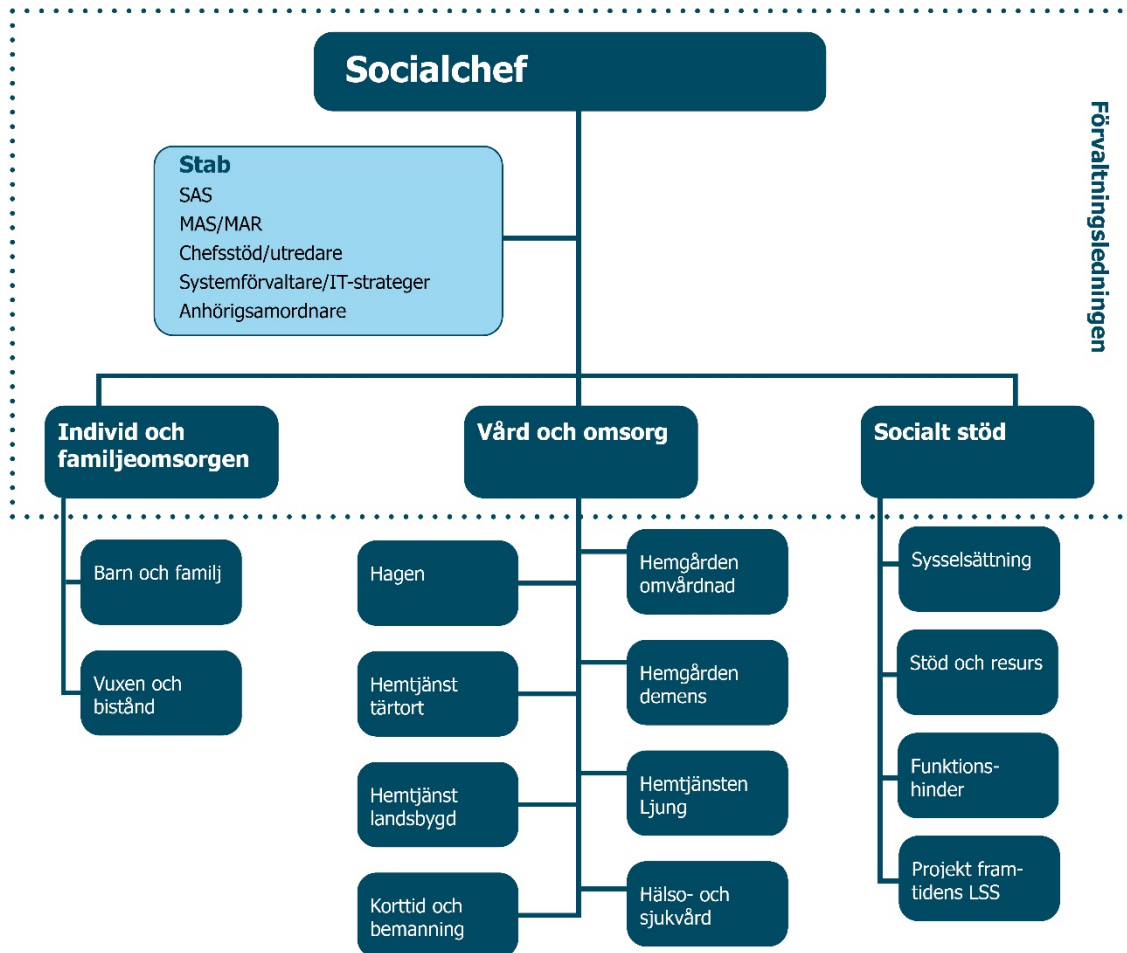 Socialchef
Förvaltningsledningen
Stab
SAS
MAS/MAR
Chefsstöd/utredare
Systemförvaltare/IT-strateger
Anhörigsamordnare
Individ och
familjeomsorgen
Vård och omsorg
Socialt stöd
Barn och familj
Vuxen och
bistånd
Hagen
Hemtjänst
tärtort
Hemtjänst
landsbygd
Korttid och
bemanning
Hemgården
omvårdnad
Hemgården
demens
Hemtjänsten
Ljung
Hälso- och
sjukvård
Sysselsättning
Stöd och resurs
Funktions-
hinder
Projekt fram-
tidens LSS